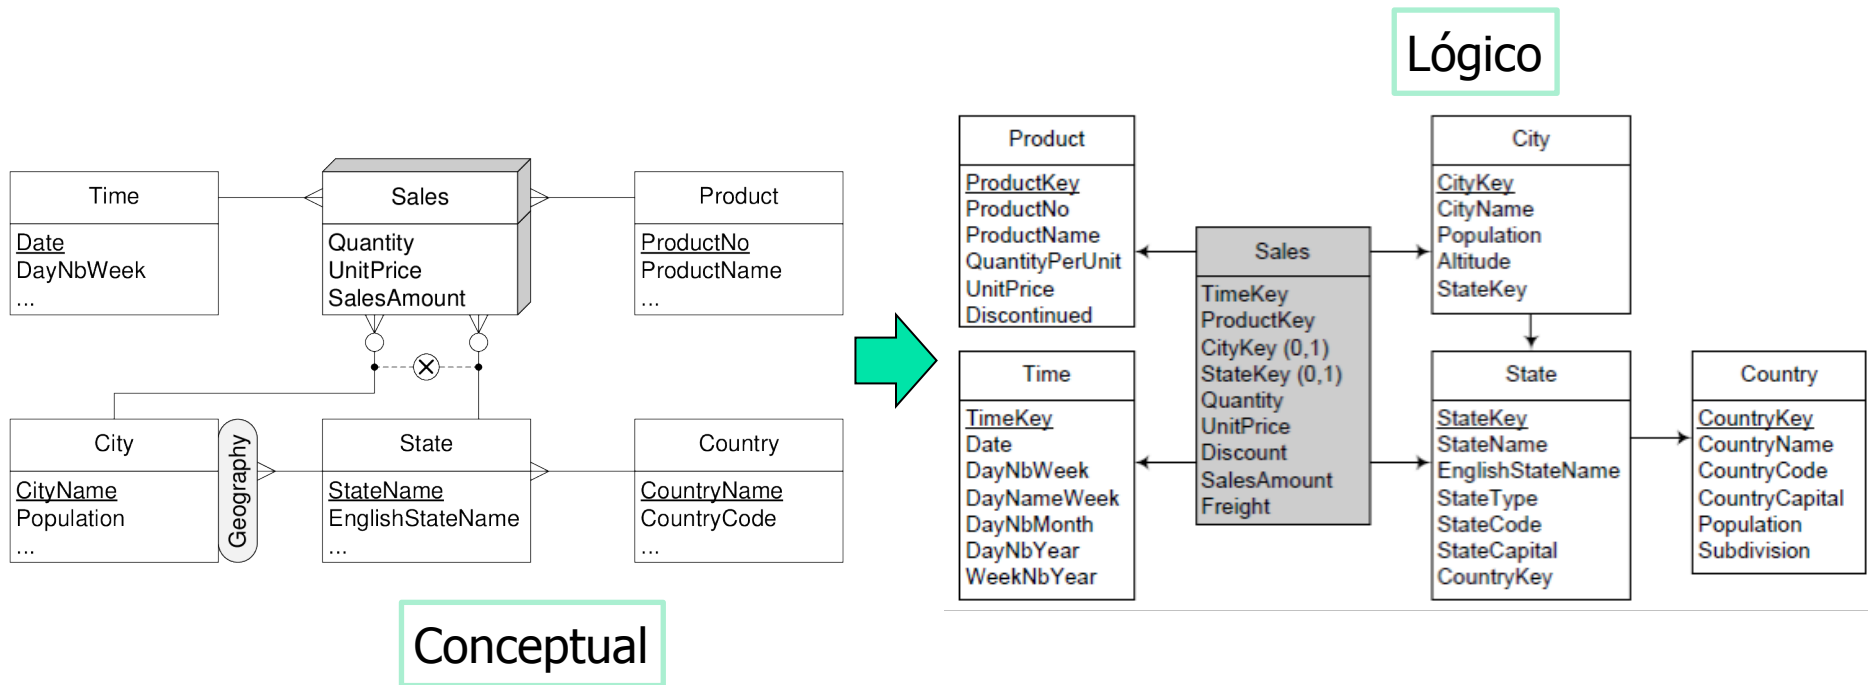 Time
Date
DayNbWeek
...
Sales
Quantity
UnitPrice
SalesAmount
Product
ProductNo
ProductName
...
City
CityName
Population
...
Geography
State
StateName
EnglishStateName
...
Country
CountryName
CountryCode
...
Conceptual
Lógico
Product
ProductKey
ProductNo
ProductName
QuantityPerUnit
UnitPrice
Discontinued
Time
TimeKey
Date
DayNbWeek
DayNameWeek
DayNbMonth
DayNbYear
WeekNbYear
Sales
TimeKey
ProductKey
CityKey (0,1)
StateKey (0,1)
Quantity
UnitPrice
Discount
SalesAmount
Freight
City
CityKey
CityName
Population
Altitude
StateKey
State
StateKey
StateName
EnglishStateName
StateType
StateCode
StateCapital
CountryKey
Country
CountryKey
CountryName
CountryCode
CountryCapital
Population
Subdivision